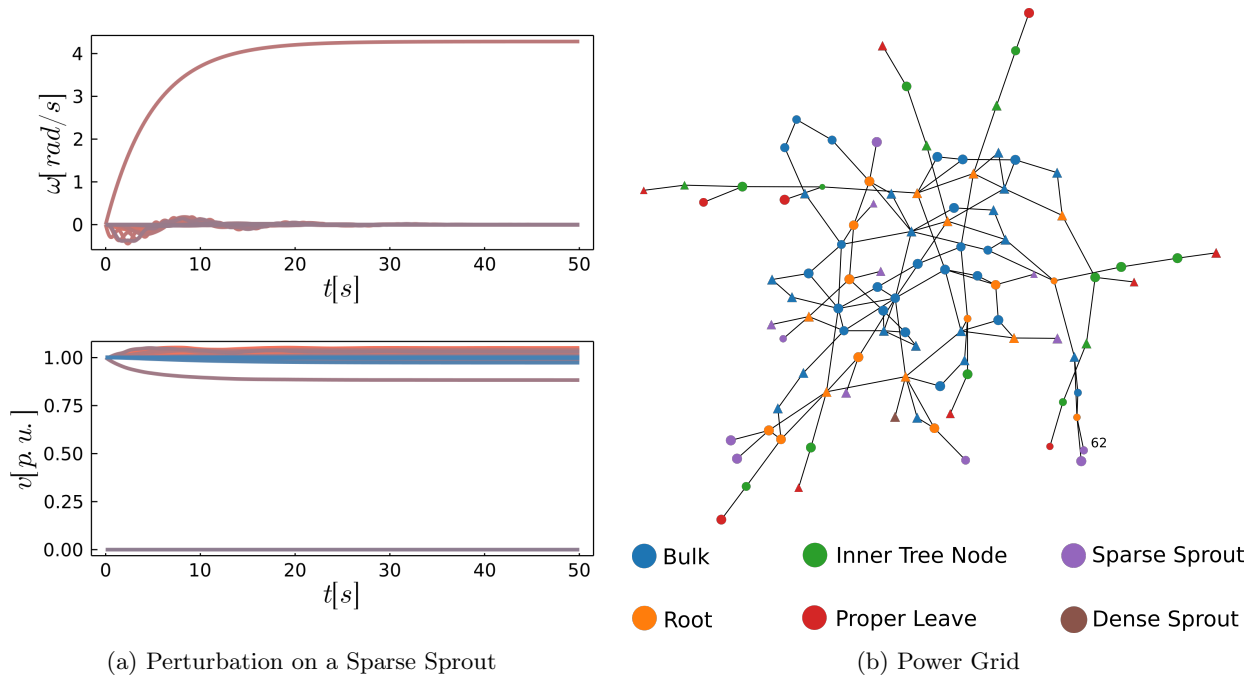 4
3
2
1
0
ω[rad/s]
0
10
20
30
40
50
t[s]
1.00
0.75
0.50
0.25
0.00
v[p.u.]
0
10
20
30
40
50
t[s]
(a) Perturbation on a Sparse Sprout
62
Bulk
Inner Tree Node
Sparse Sprout
Root
Proper Leave
Dense Sprout
(b) Power Grid